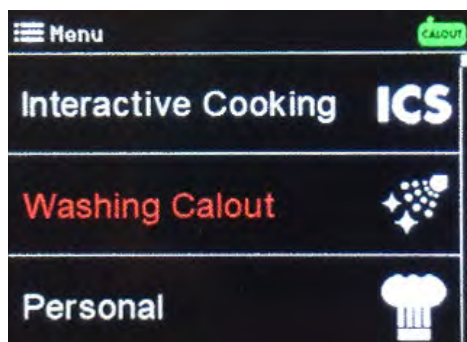 Menu
CALOUT
Interactive Cooking ICS
Washing Calout
Personal